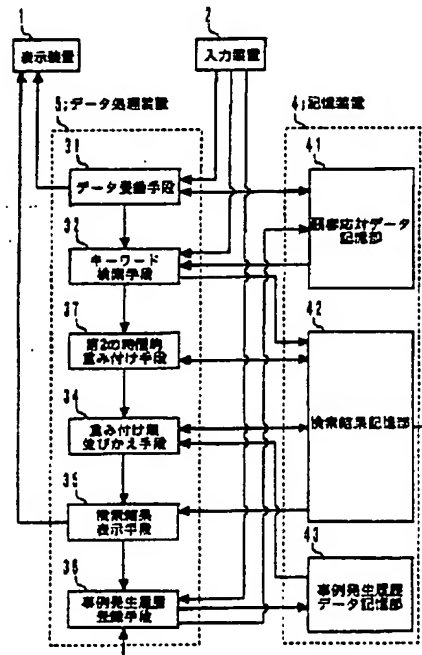 1
表示装置
2
入力装置
5;データ処理装置
4;記憶装置
31
データ登録手段
41
顧客応対データ
記憶部
32
キーワード
検索手段
37
第2の時間的
重み付け手段
42
検索結果記憶部
34
重み付け順
並びかえ手段
35
検索結果
表示手段
43
事例発生履歴
データ記憶部
36
事例発生履歴
登録手段